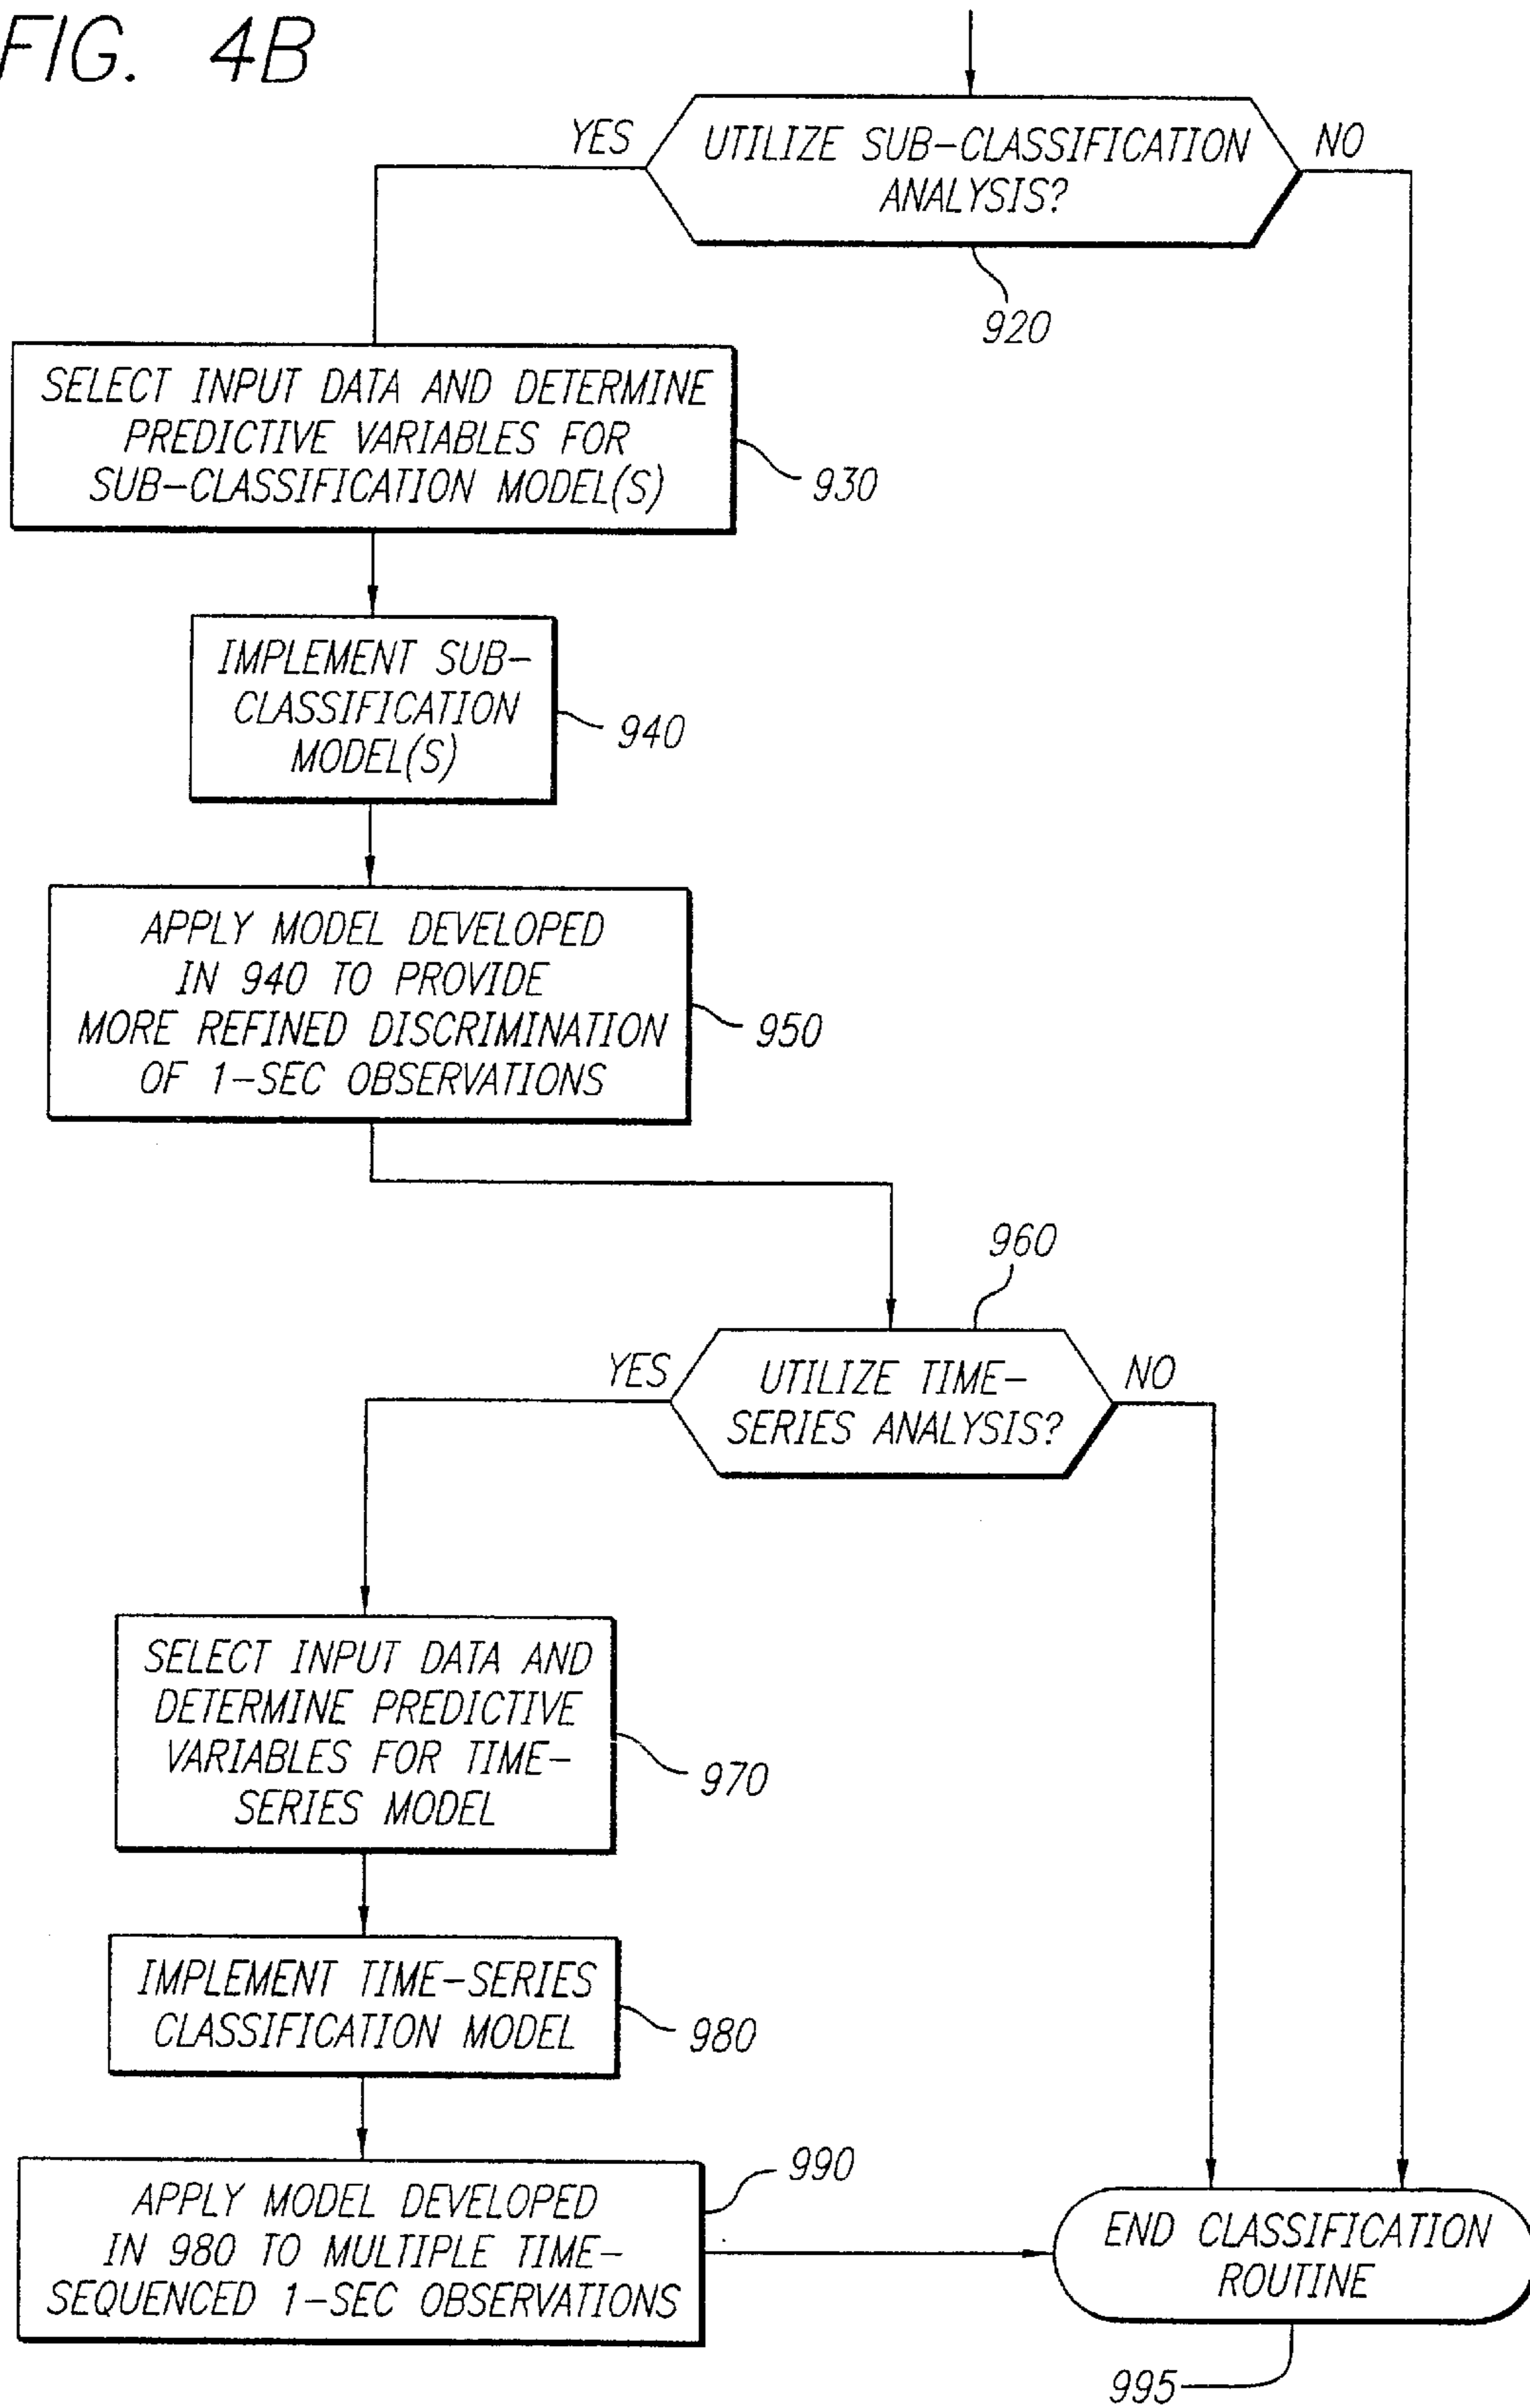 FIG. 4B
YES
UTILIZE SUB-CLASSIFICATION
ANALYSIS?
NO
920
SELECT INPUT DATA AND DETERMINE
PREDICTIVE VARIABLES FOR
SUB-CLASSIFICATION MODEL(S)
930
IMPLEMENT SUB-
CLASSIFICATION
MODEL(S)
940
APPLY MODEL DEVELOPED
IN 940 TO PROVIDE
MORE REFINED DISCRIMINATION
OF 1-SEC OBSERVATIONS
950
960
YES
UTILIZE TIME-
SERIES ANALYSIS?
NO
SELECT INPUT DATA AND
DETERMINE PREDICTIVE
VARIABLES FOR TIME-
SERIES MODEL
970
IMPLEMENT TIME-SERIES
CLASSIFICATION MODEL
980
APPLY MODEL DEVELOPED
IN 980 TO MULTIPLE TIME-
SEQUENCED 1-SEC OBSERVATIONS
990
END CLASSIFICATION
ROUTINE
995